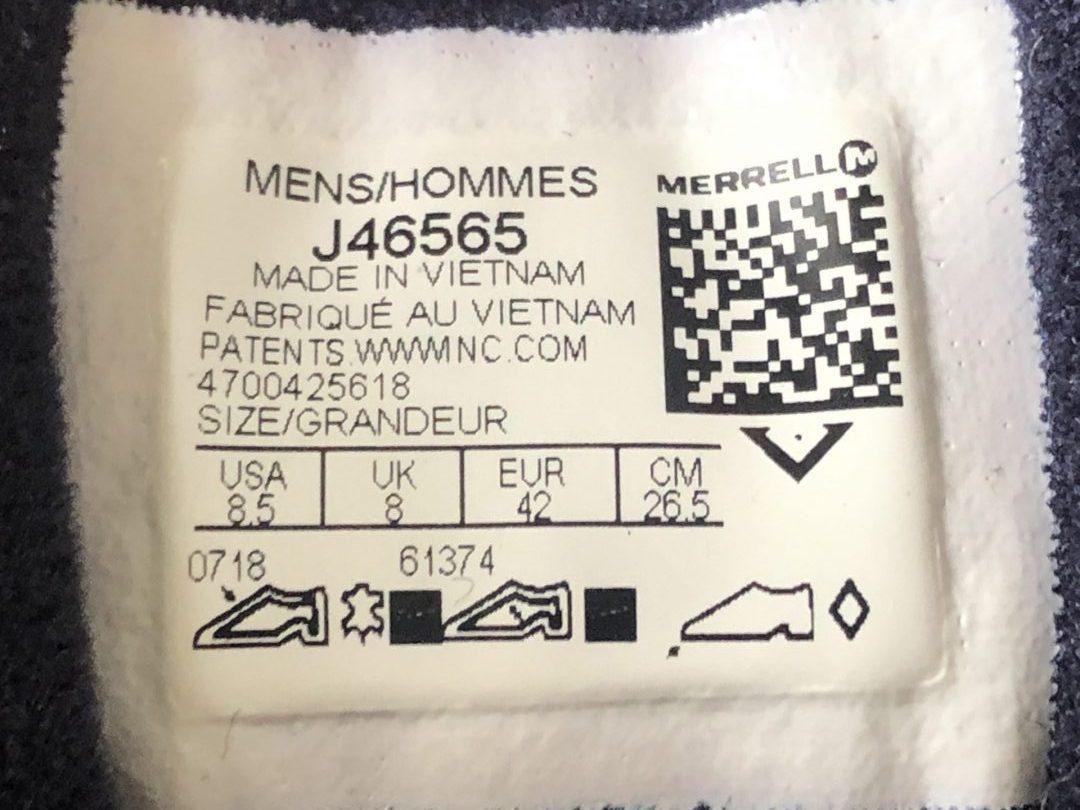 MENS/HOMMES
J46565
MADE IN VIETNAM
FABRIQUÉ AU VIETNAM
PATENTS WWWMNC.COM
4700425618
SIZE/GRANDEUR
USA UK EUR CM
8.5 8 42 26.5
0718 61374
MERRELL M